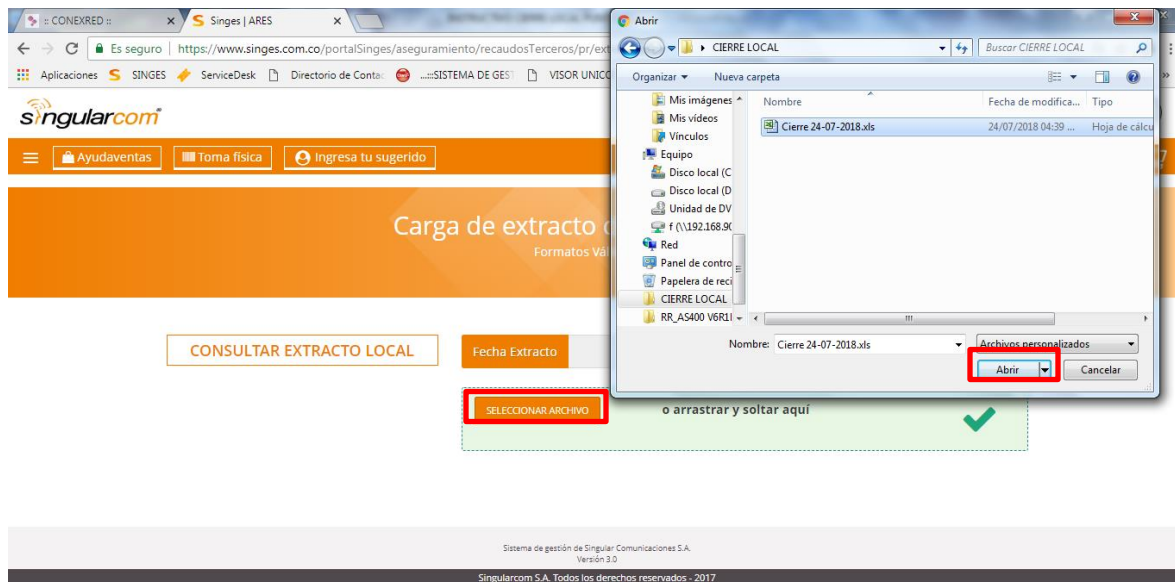 :: CONEXRED ::
Singes | ARES
Es seguro | https://www.singes.com.co/portalSinges/aseguramiento/recaudosTerceros/pr/ext
Aplicaciones
SINGES
ServiceDesk
Directorio de Conta
...:::SISTEMA DE GEST
VISOR UNICO
singularcom
Ayudaventas
Toma física
Ingresa tu sugerido
Carga de extracto
Formatos Vál
CONSULTAR EXTRACTO LOCAL
Fecha Extracto
SELECCIONAR ARCHIVO
o arrastrar y soltar aquí
Abrir
CIERRE LOCAL
Buscar CIERRE LOCAL
Organizar
Nueva carpeta
Nombre
Fecha de modifica...
Tipo
Cierre 24-07-2018.xls
24/07/2018 04:39 ...
Hoja de cálcu
Mis imágenes
Mis vídeos
Vínculos
Equipo
Disco local (C
Disco local (D
Unidad de DV
f (\\192.168.90
Red
Panel de contro
Papelera de reci
CIERRE LOCAL
RR_AS400 V6R1
Nombre:
Cierre 24-07-2018.xls
Archivos personalizados
Abrir
Cancelar
Sistema de gestión de Singular Comunicaciones S.A.
Versión 3.0
Singularcom S.A. Todos los derechos reservados - 2017